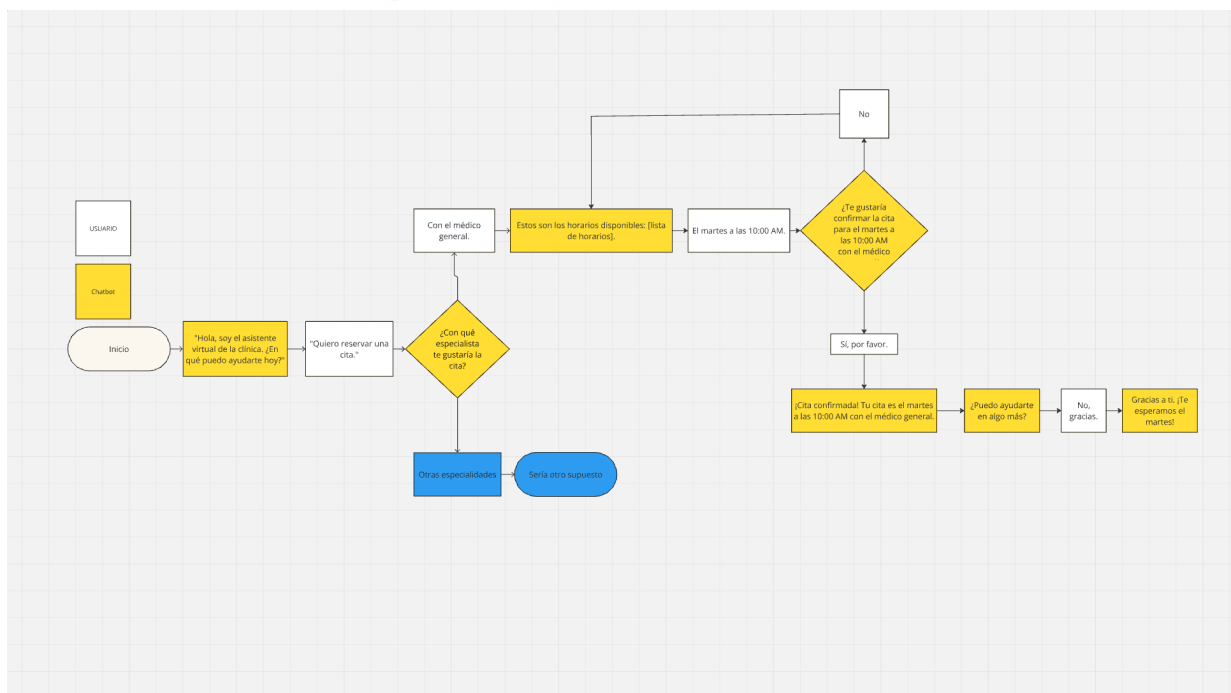 No
¿Te gustaría
confirmar la cita
para el martes a
las 10:00 AM
con el médico
Con el médico
general.
Estos son los horarios disponibles: [lista
de horarios].
El martes a las 10:00 AM.
USUARIO
Chatbot
Inicio
"Hola, soy el asistente
virtual de la clínica. ¿En
qué puedo ayudarte hoy?"
"Quiero reservar una
cita."
¿Con qué
especialista
te gustaría la
cita?
Sí, por favor.
¡Cita confirmada! Tu cita es el martes
a las 10:00 AM con el médico general.
¿Puedo ayudarte
en algo más?
No,
gracias.
Gracias a ti. ¡Te
esperamos el
martes!
Otras especialidades
Sería otro supuesto